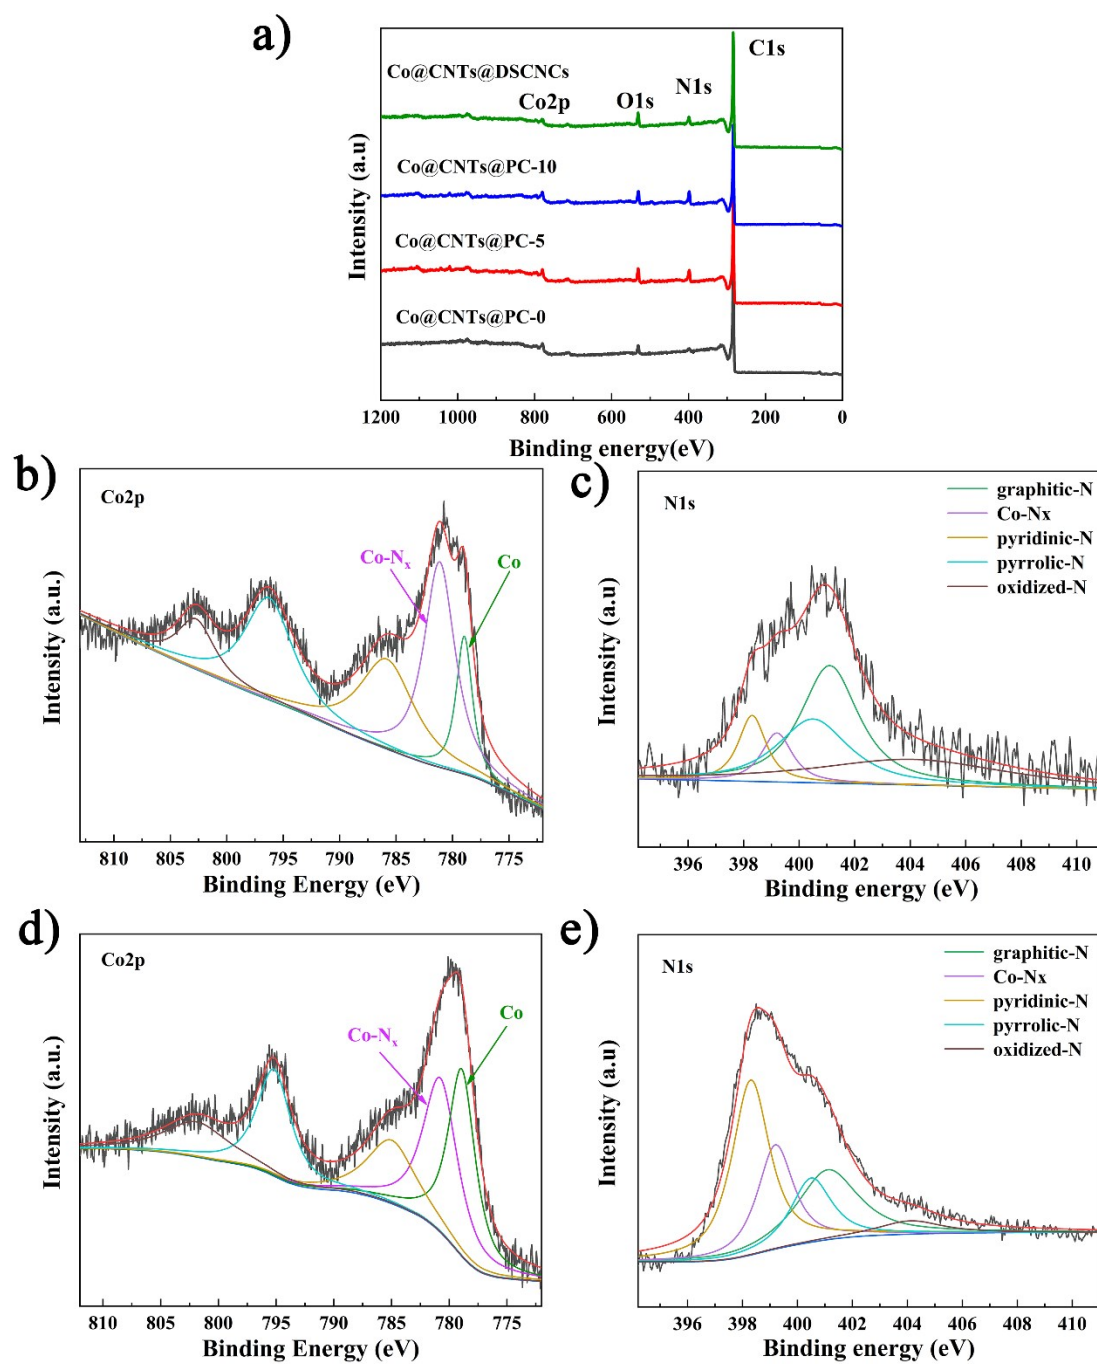 a)
C1s
Co@CNTs@DSCNCs
Co2p
O1s
N1s
Co@CNTs@PC-10
Co@CNTs@PC-5
Co@CNTs@PC-0
Intensity (a.u)
1200 1000 800 600 400 200 0
Binding energy(eV)
b)
Co2p
Co-Nx
Co
Intensity (a.u.)
810 805 800 795 790 785 780 775
Binding Energy (eV)
c)
N1s
graphitic-N
Co-Nx
pyridinic-N
pyrrolic-N
oxidized-N
Intensity (a.u)
396 398 400 402 404 406 408 410
Binding energy (eV)
d)
Co2p
Co-Nx
Co
Intensity (a.u.)
810 805 800 795 790 785 780 775
Binding Energy (eV)
e)
N1s
graphitic-N
Co-Nx
pyridinic-N
pyrrolic-N
oxidized-N
Intensity (a.u)
396 398 400 402 404 406 408 410
Binding energy (eV)